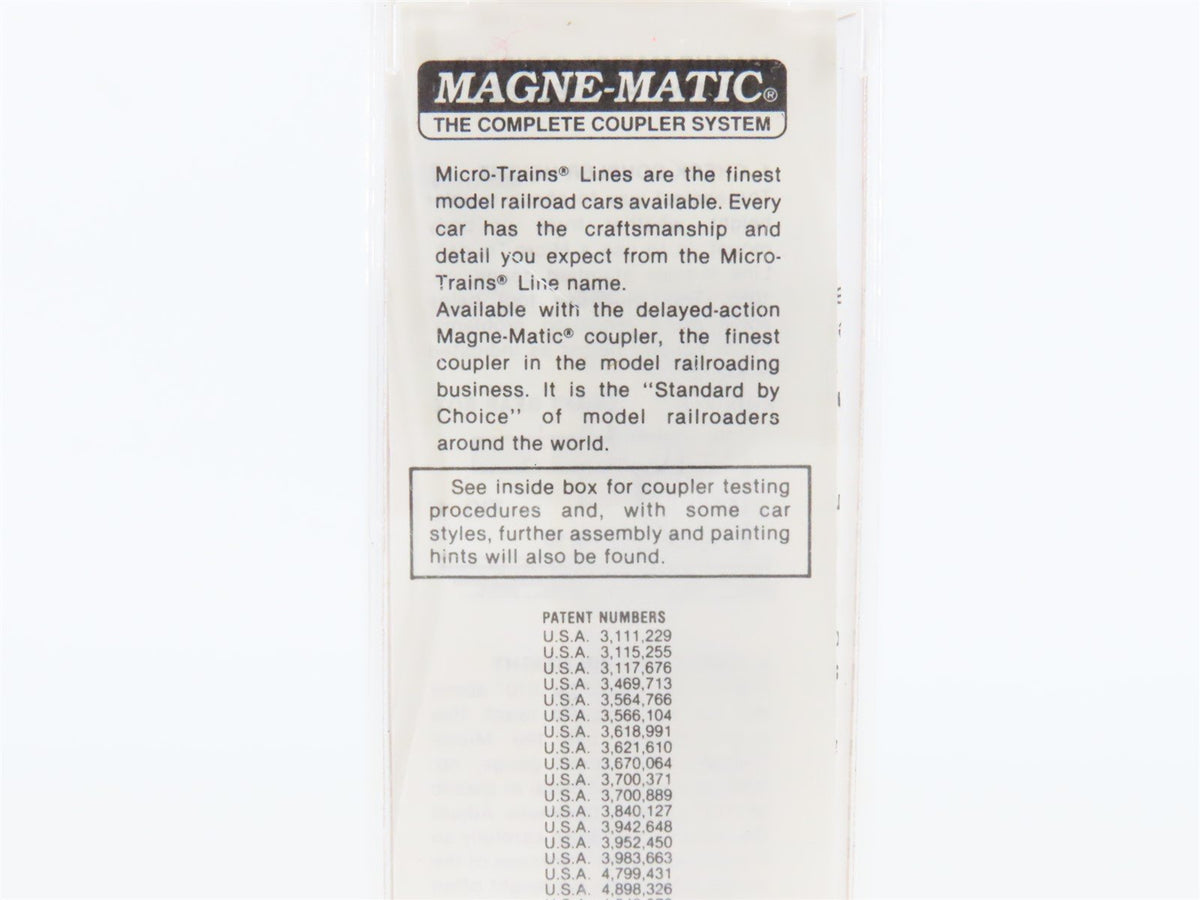 MAGNE-MATIC®
THE COMPLETE COUPLER SYSTEM
Micro-Trains® Lines are the finest
model railroad cars available. Every
car has the craftsmanship and
detail you expect from the Micro-
Trains® Line name.
Available with the delayed-action
Magne-Matic® coupler, the finest
coupler in the model railroading
business. It is the "Standard by
Choice" of model railroaders
around the world.
See inside box for coupler testing
procedures and, with some car
styles, further assembly and painting
hints will also be found.
PATENT NUMBERS
U.S.A. 3,111,229
U.S.A. 3,115,255
U.S.A. 3,117,676
U.S.A. 3,469,713
U.S.A. 3,564,766
U.S.A. 3,566,104
U.S.A. 3,618,991
U.S.A. 3,621,610
U.S.A. 3,670,064
U.S.A. 3,700,371
U.S.A. 3,700,889
U.S.A. 3,840,127
U.S.A. 3,942,648
U.S.A. 3,952,450
U.S.A. 3,983,663
U.S.A. 4,799,431
U.S.A. 4,898,326